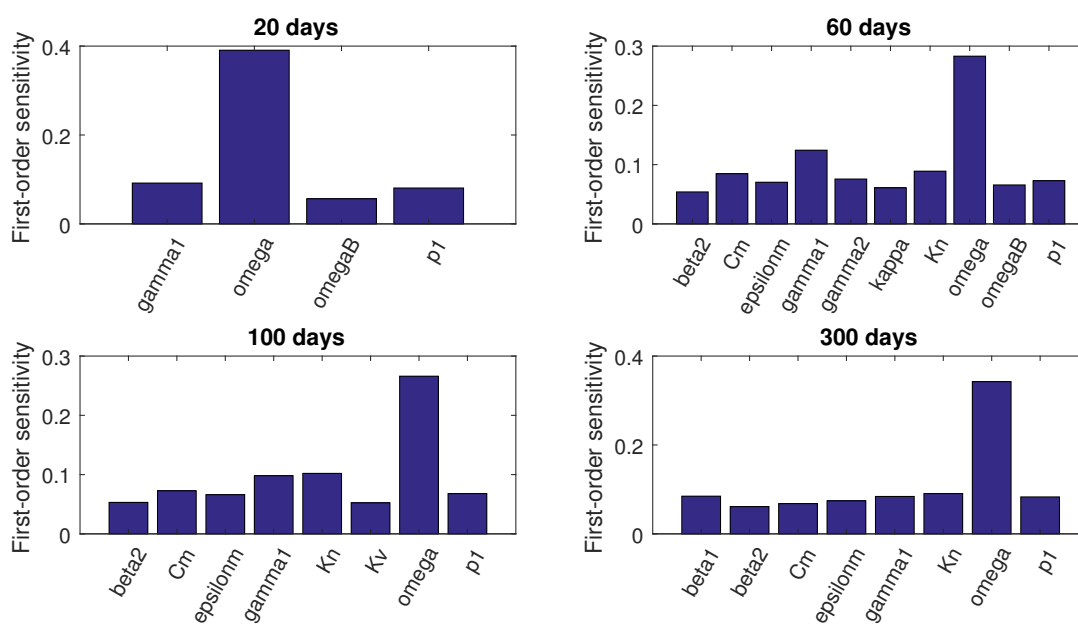 20 days
First-order sensitivity
0.4
0.2
0
gamma1
omega
omegaB
p1
60 days
First-order sensitivity
0.3
0.2
0.1
0
beta2
Cm
epsilonm
gamma1
gamma2
kappa
Kn
omega
omegaB
p1
100 days
First-order sensitivity
0.3
0.2
0.1
0
beta2
Cm
epsilonm
gamma1
Kn
Kv
omega
p1
300 days
First-order sensitivity
0.4
0.2
0
beta1
beta2
Cm
epsilonm
gamma1
Kn
omega
p1